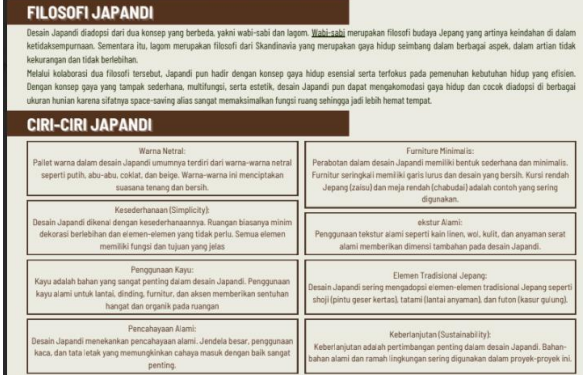 FILOSOFI JAPANDI
Desain Japandi diadopsi dari dua konsep yang berbeda, yakni wabi-sabi dan lagom. Wabi-sabi merupakan filosofi budaya Jepang yang artinya keindahan di dalam
ketidaksempurnaan. Sementara itu, lagom merupakan filosofi dari Skandinavia yang merupakan gaya hidup seimbang dalam berbagai aspek, dalam artian tidak
kekurangan dan tidak berlebihan.
Melalui kolaborasi dua filosofi tersebut, Japandi pun hadir dengan konsep gaya hidup esensial serta terfokus pada pemenuhan kebutuhan hidup yang efisien.
Dengan konsep gaya yang tampak sederhana, multifungsi, serta estetik, desain Japandi pun dapat mengakomodasi gaya hidup dan cocok diadopsi di berbagai
ukuran hunian karena sifatnya space-saving alias sangat memaksimalkan fungsi ruang sehingga jadi lebih hemat tempat.
CIRI-CIRI JAPANDI
Warna Netral:
Pallet warna dalam desain Japandi umumnya terdiri dari warna-warna netral
seperti putih, abu-abu, coklat, dan beige. Warna-warna ini menciptakan
suasana tenang dan bersih.
Kesederhanaan (Simplicity):
Desain Japandi dikenal dengan kesederhanaannya. Ruangan biasanya minim
dekorasi berlebihan dan elemen-elemen yang tidak perlu. Semua elemen
memiliki fungsi dan tujuan yang jelas
Penggunaan Kayu:
Kayu adalah bahan yang sangat penting dalam desain Japandi. Penggunaan
kayu alami untuk lantai, dinding, furnitur, dan aksen memberikan sentuhan
hangat dan organik pada ruangan
Pencahayaan Alami:
Desain Japandi menekankan pencahayaan alami. Jendela besar, penggunaan
kaca, dan tata letak yang memungkinkan cahaya masuk dengan baik sangat
penting.
Furniture Minimalis:
Perabotan dalam desain Japandi memiliki bentuk sederhana dan minimalis.
Furnitur seringkali memiliki garis lurus dan desain yang bersih. Kursi rendah
Jepang (zaisu) dan meja rendah (chabudai) adalah contoh yang sering
digunakan.
ekstur Alami:
Penggunaan tekstur alami seperti kain linen, wol, kulit, dan anyaman serat
alami memberikan dimensi tambahan pada desain Japandi.
Elemen Tradisional Jepang:
Desain Japandi sering mengadopsi elemen-elemen tradisional Jepang seperti
shoji (pintu geser kertas), tatami (lantai anyaman), dan futon (kasur gulung).
Keberlanjutan (Sustainability):
Keberlanjutan adalah pertimbangan penting dalam desain Japandi. Bahan-
bahan alami dan ramah lingkungan sering digunakan dalam proyek-proyek ini.